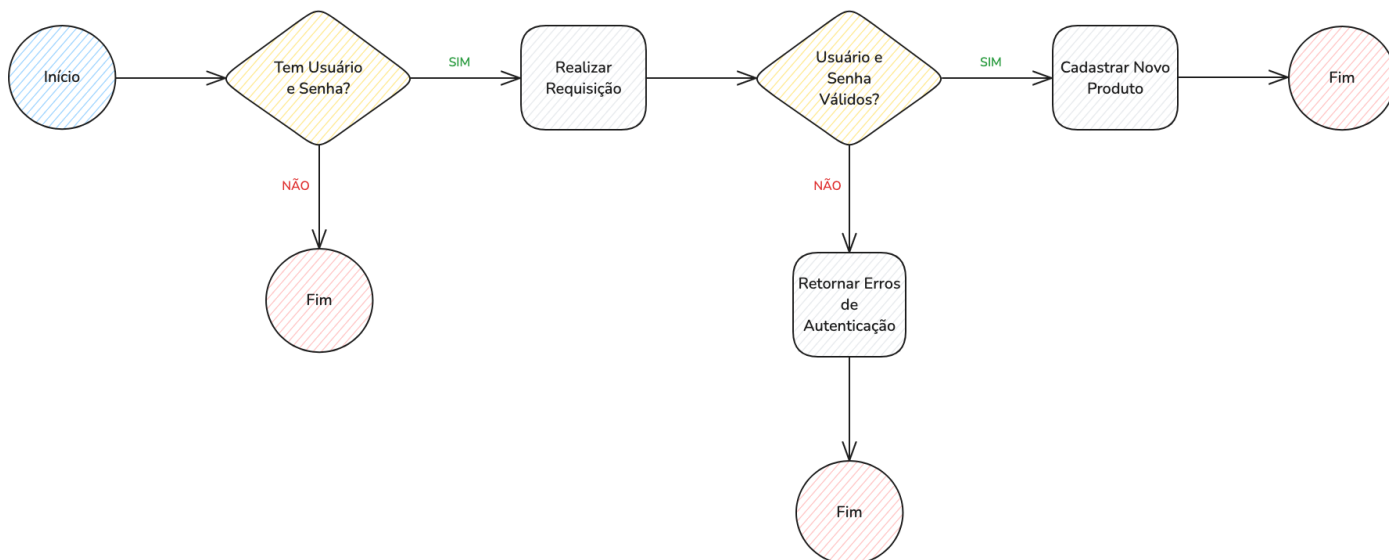 Início
Tem Usuário
e Senha?
SIM
Realizar
Requisição
Usuário e
Senha
Válidos?
SIM
Cadastrar Novo
Produto
Fim
NÃO
NÃO
Fim
Retornar Erros
de
Autenticação
Fim